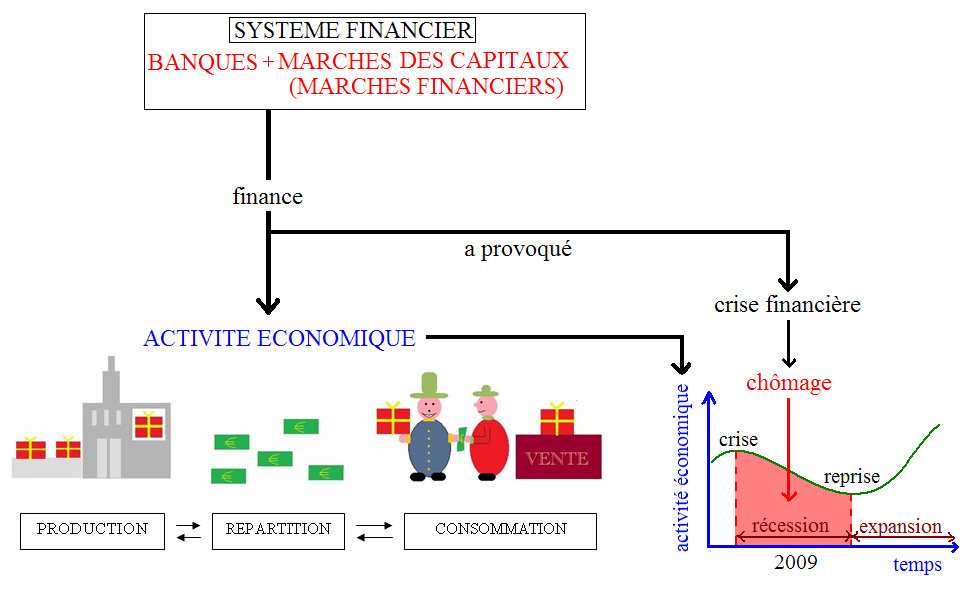 SYSTEME FINANCIER
BANQUES + MARCHES DES CAPITAUX
(MARCHES FINANCIERS)
finance
a provoqué
crise financière
ACTIVITE ECONOMIQUE
chômage
activité économique
crise
reprise
€
€
€
€
€
VENTE
PRODUCTION
REPARTITION
CONSOMMATION
récession
expansion
2009
temps